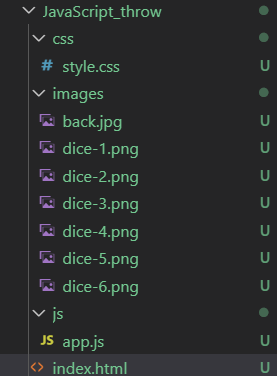 JavaScript_throw
css
# style.css U
images
back.jpg U
dice-1.png U
dice-2.png U
dice-3.png U
dice-4.png U
dice-5.png U
dice-6.png U
js
JS app.js U
<> index.html U